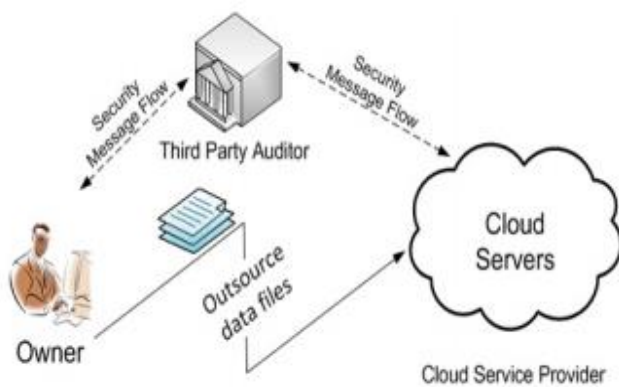 Security
Message Flow
Security
Message Flow
Third Party Auditor
Cloud
Servers
Outsource
data files
Owner
Cloud Service Provider